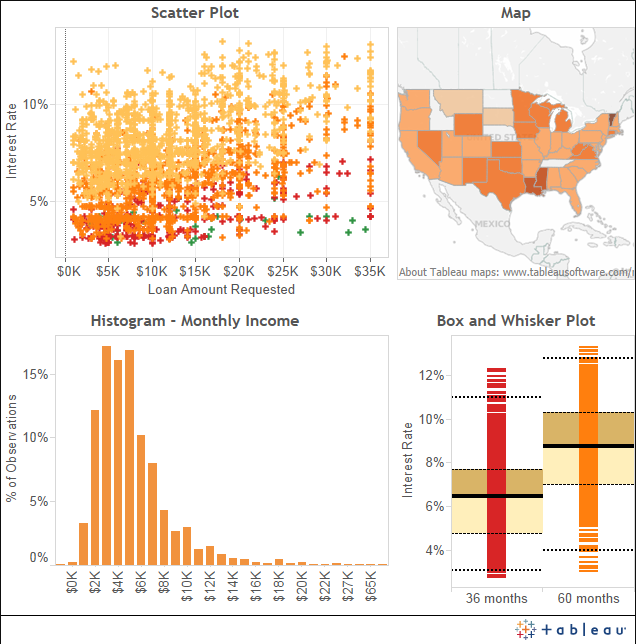 Scatter Plot
Interest Rate
10%
5%
$0K $5K $10K $15K $20K $25K $30K $35K
Loan Amount Requested
Map
MEXICO
About Tableau maps: www.tableausoftware.com/
Histogram - Monthly Income
% of Observations
15%
10%
5%
0%
$0K $2K $4K $6K $8K $10K $12K $14K $16K $18K $20K $22K $27K $65K
Box and Whisker Plot
Interest Rate
12%
10%
8%
6%
4%
36 months 60 months
+ableau